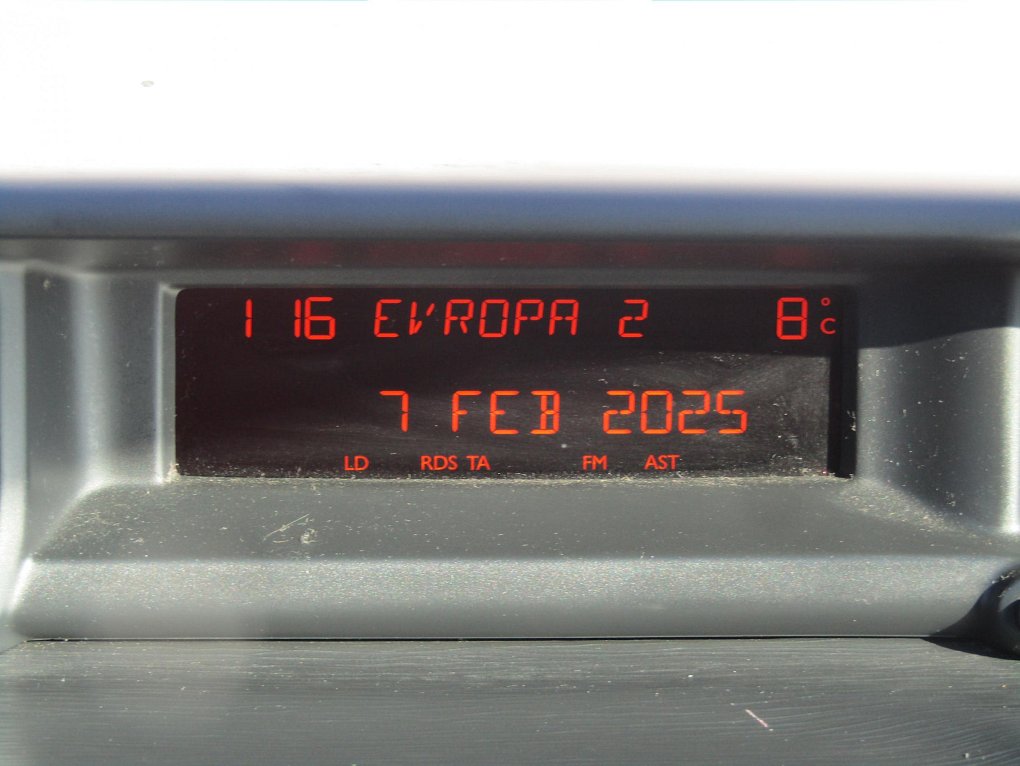 1 16 EVROPA 2 8°C
7 FEB 2025
LD RDS TA FM AST